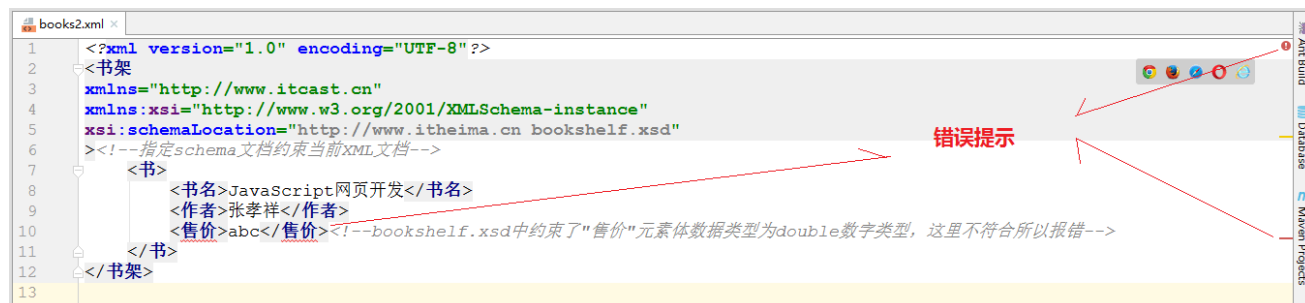 books2.xml
1 <?xml version="1.0" encoding="UTF-8"?>
2 <书架
3 xmlns="http://www.itcast.cn"
4 xmlns:xsi="http://www.w3.org/2001/XMLSchema-instance"
5 xsi:schemaLocation="http://www.itheima.cn bookshelf.xsd"
6 ><!--指定schema文档约束当前XML文档-->
错误提示
7 <书>
8 <书名>JavaScript网页开发</书名>
9 <作者>张孝祥</作者>
10 <售价>abc</售价><!--bookshelf.xsd中约束了"售价"元素体数据类型为double数字类型，这里不符合所以报错-->
11 </书>
12 </书架>
13
Ant Build
Database
Maven Projects